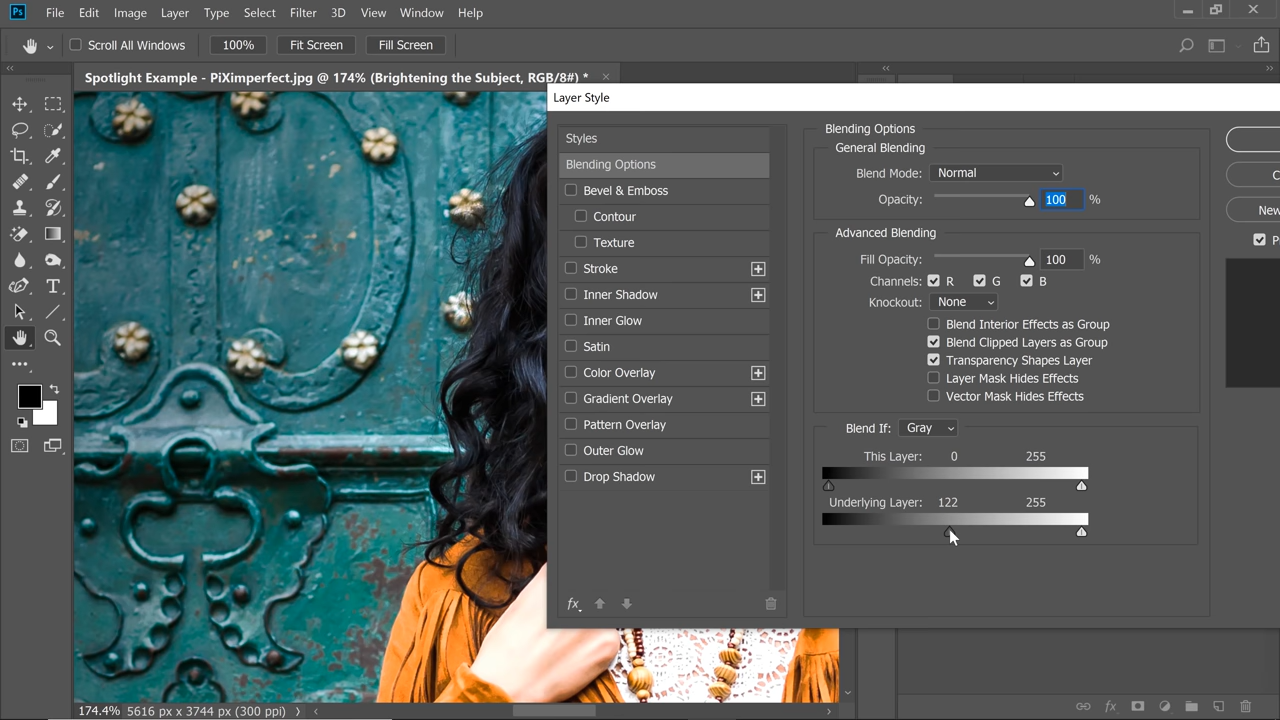 Ps File Edit Image Layer Type Select Filter 3D View Window Help
Scroll All Windows 100% Fit Screen Fill Screen
Spotlight Example - PiXimperfect.jpg @ 174% (Brightening the Subject, RGB/8#) *
Layer Style
Styles
Blending Options
Bevel & Emboss
Contour
Texture
Stroke
Inner Shadow
Inner Glow
Satin
Color Overlay
Gradient Overlay
Pattern Overlay
Outer Glow
Drop Shadow
fx
Blending Options
General Blending
Blend Mode: Normal
Opacity: 100 %
Advanced Blending
Fill Opacity: 100 %
Channels: R G B
Knockout: None
Blend Interior Effects as Group
Blend Clipped Layers as Group
Transparency Shapes Layer
Layer Mask Hides Effects
Vector Mask Hides Effects
Blend If: Gray
This Layer: 0 255
Underlying Layer: 122 255
C
New
P
174.4% 5616 px x 3744 px (300 ppi)
fx